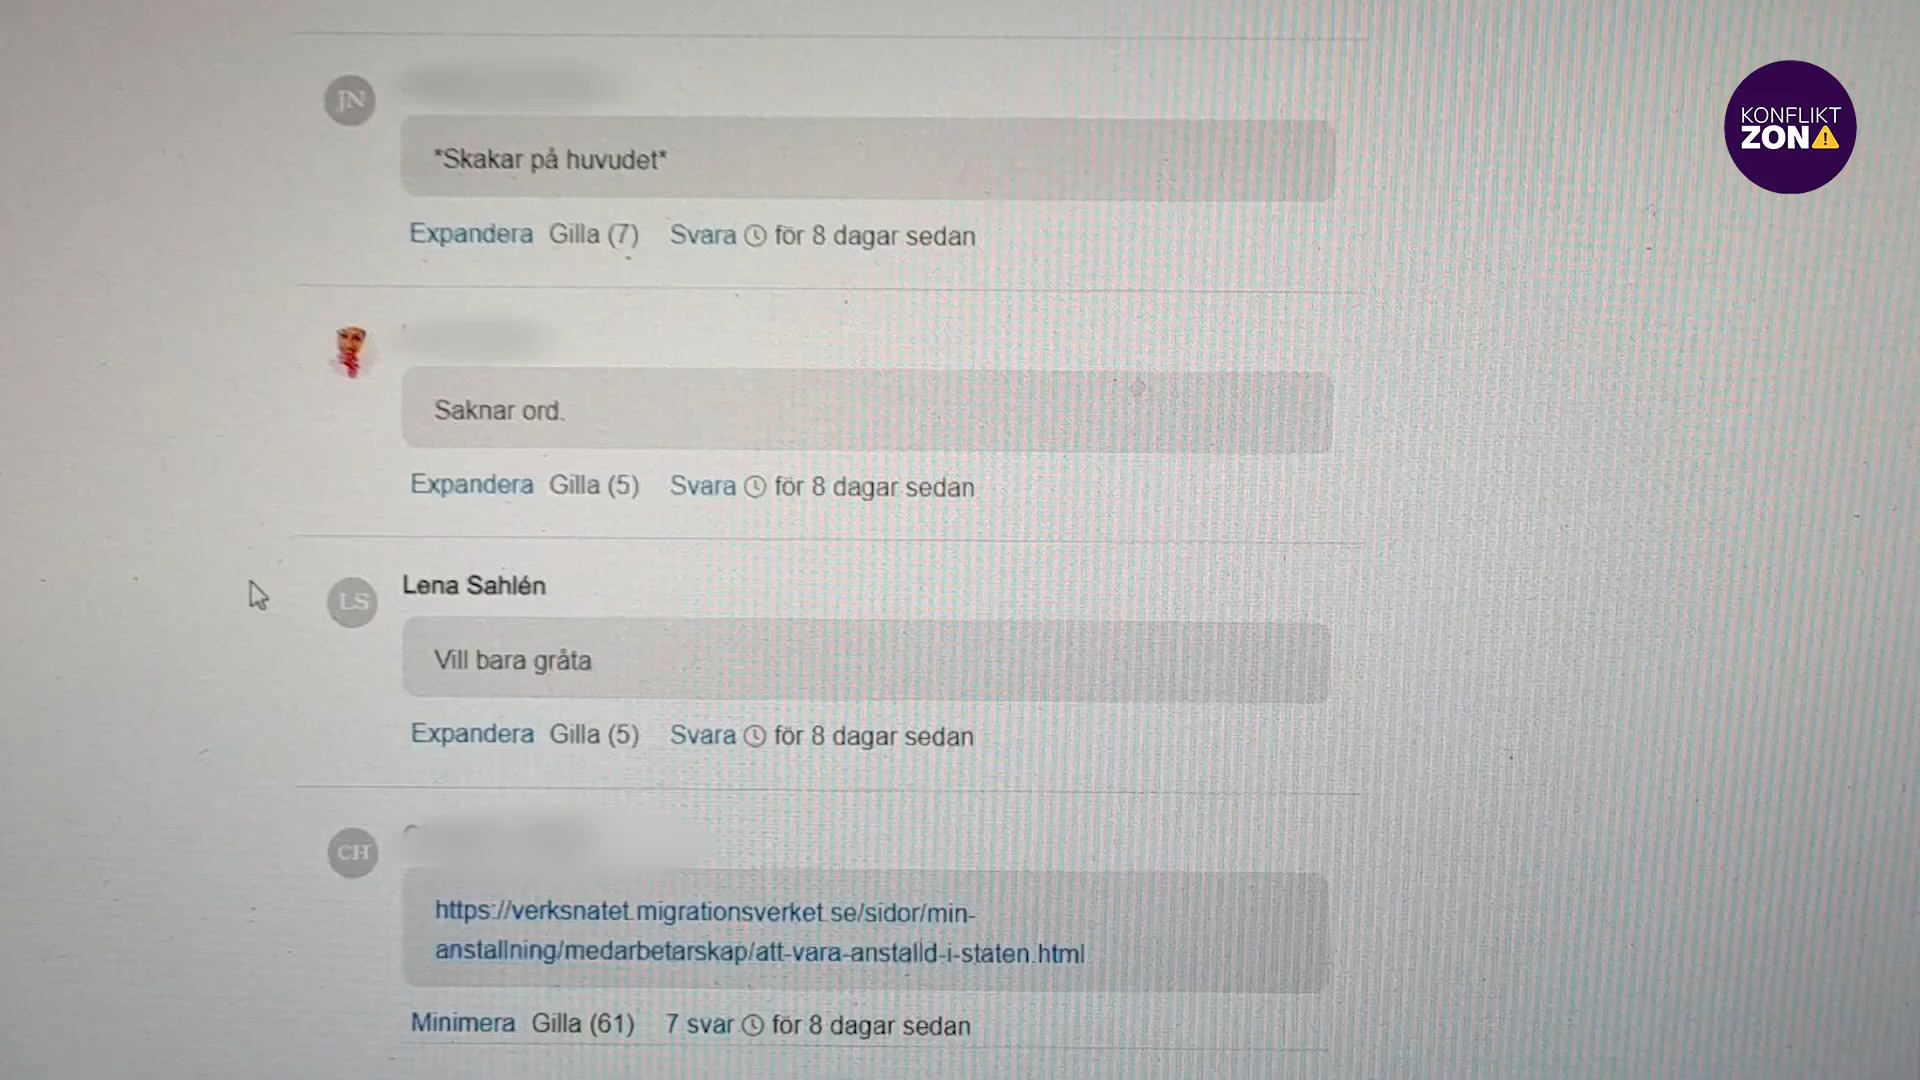 KONFLIKT
ZON
JN
*Skakar på huvudet*
Expandera Gilla (7) Svara för 8 dagar sedan
Saknar ord.
Expandera Gilla (5) Svara för 8 dagar sedan
LS
Lena Sahlén
Vill bara gråta
Expandera Gilla (5) Svara för 8 dagar sedan
CH
https://verksnatet.migrationsverket.se/sidor/min-
anstallning/medarbetarskap/att-vara-anstalld-i-staten.html
Minimera Gilla (61) 7 svar för 8 dagar sedan